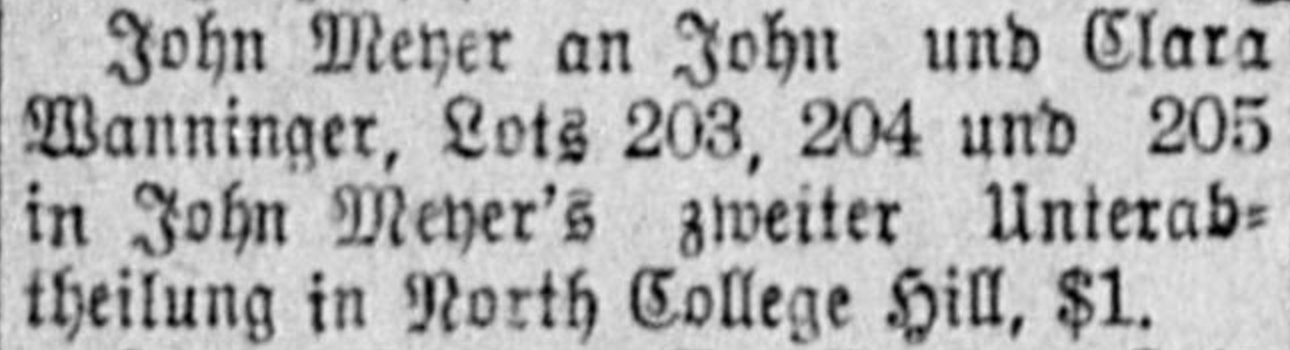 John Meyer an John und Clara
Wanninger, Lots 203, 204 und 205
in John Meyer's zweiter Unterab-
theilung in North College Hill, $1.